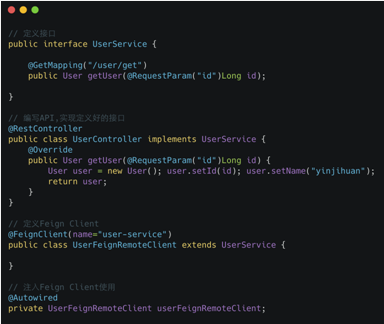 // 定义接口
public interface UserService {
@GetMapping("/user/get")
public User getUser(@RequestParam("id")Long id);
}
// 编写API,实现定义好的接口
@RestController
public class UserController implements UserService {
@Override
public User getUser(@RequestParam("id")Long id) {
User user = new User(); user.setId(id); user.setName("yinjihuan");
return user;
}
}
// 定义Feign Client
@FeignClient(name="user-service")
public class UserFeignRemoteClient extends UserService {
}
// 注入Feign Client使用
@Autowired
private UserFeignRemoteClient userFeignRemoteClient;